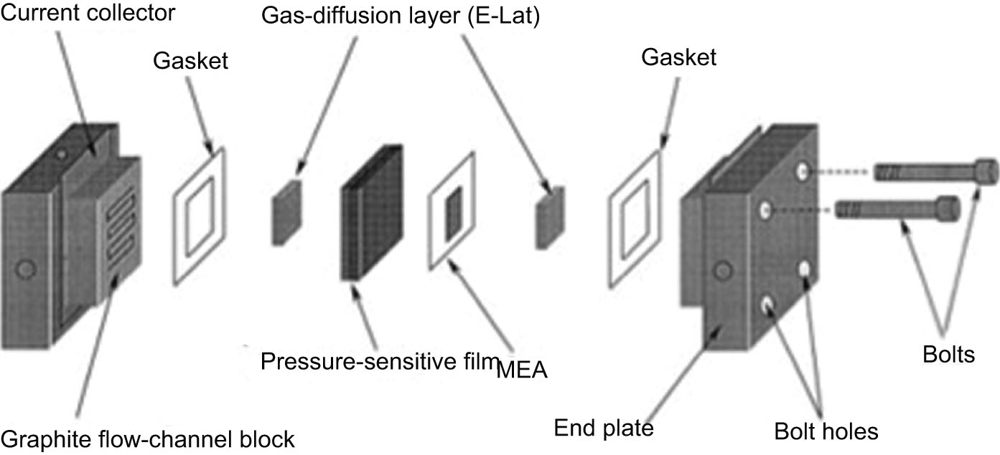 Current collector
Gas-diffusion layer (E-Lat)
Gasket
Gasket
Pressure-sensitive film
MEA
Bolts
End plate
Bolt holes
Graphite flow-channel block